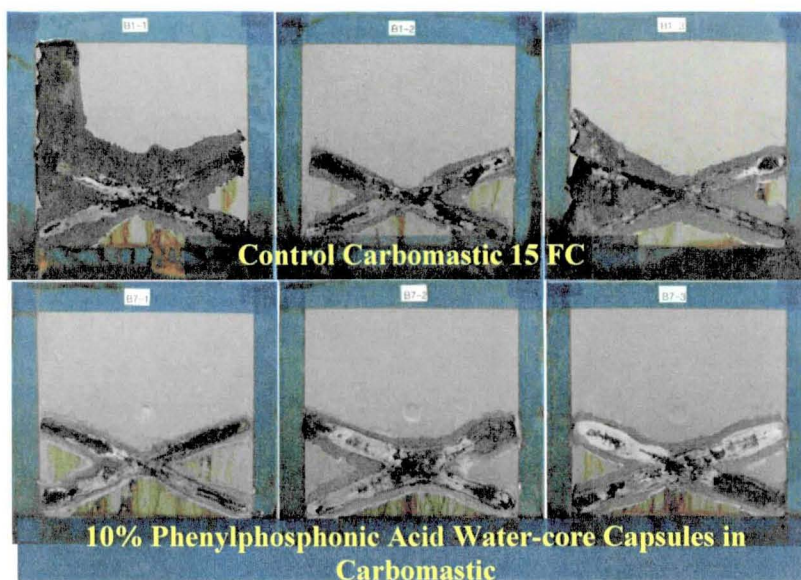 B1-1
B1-2
B1-3
Control Carbomastic 15 FC
B7-1
B7-2
B7-3
10% Phenylphosphonic Acid Water-core Capsules in
Carbomastic